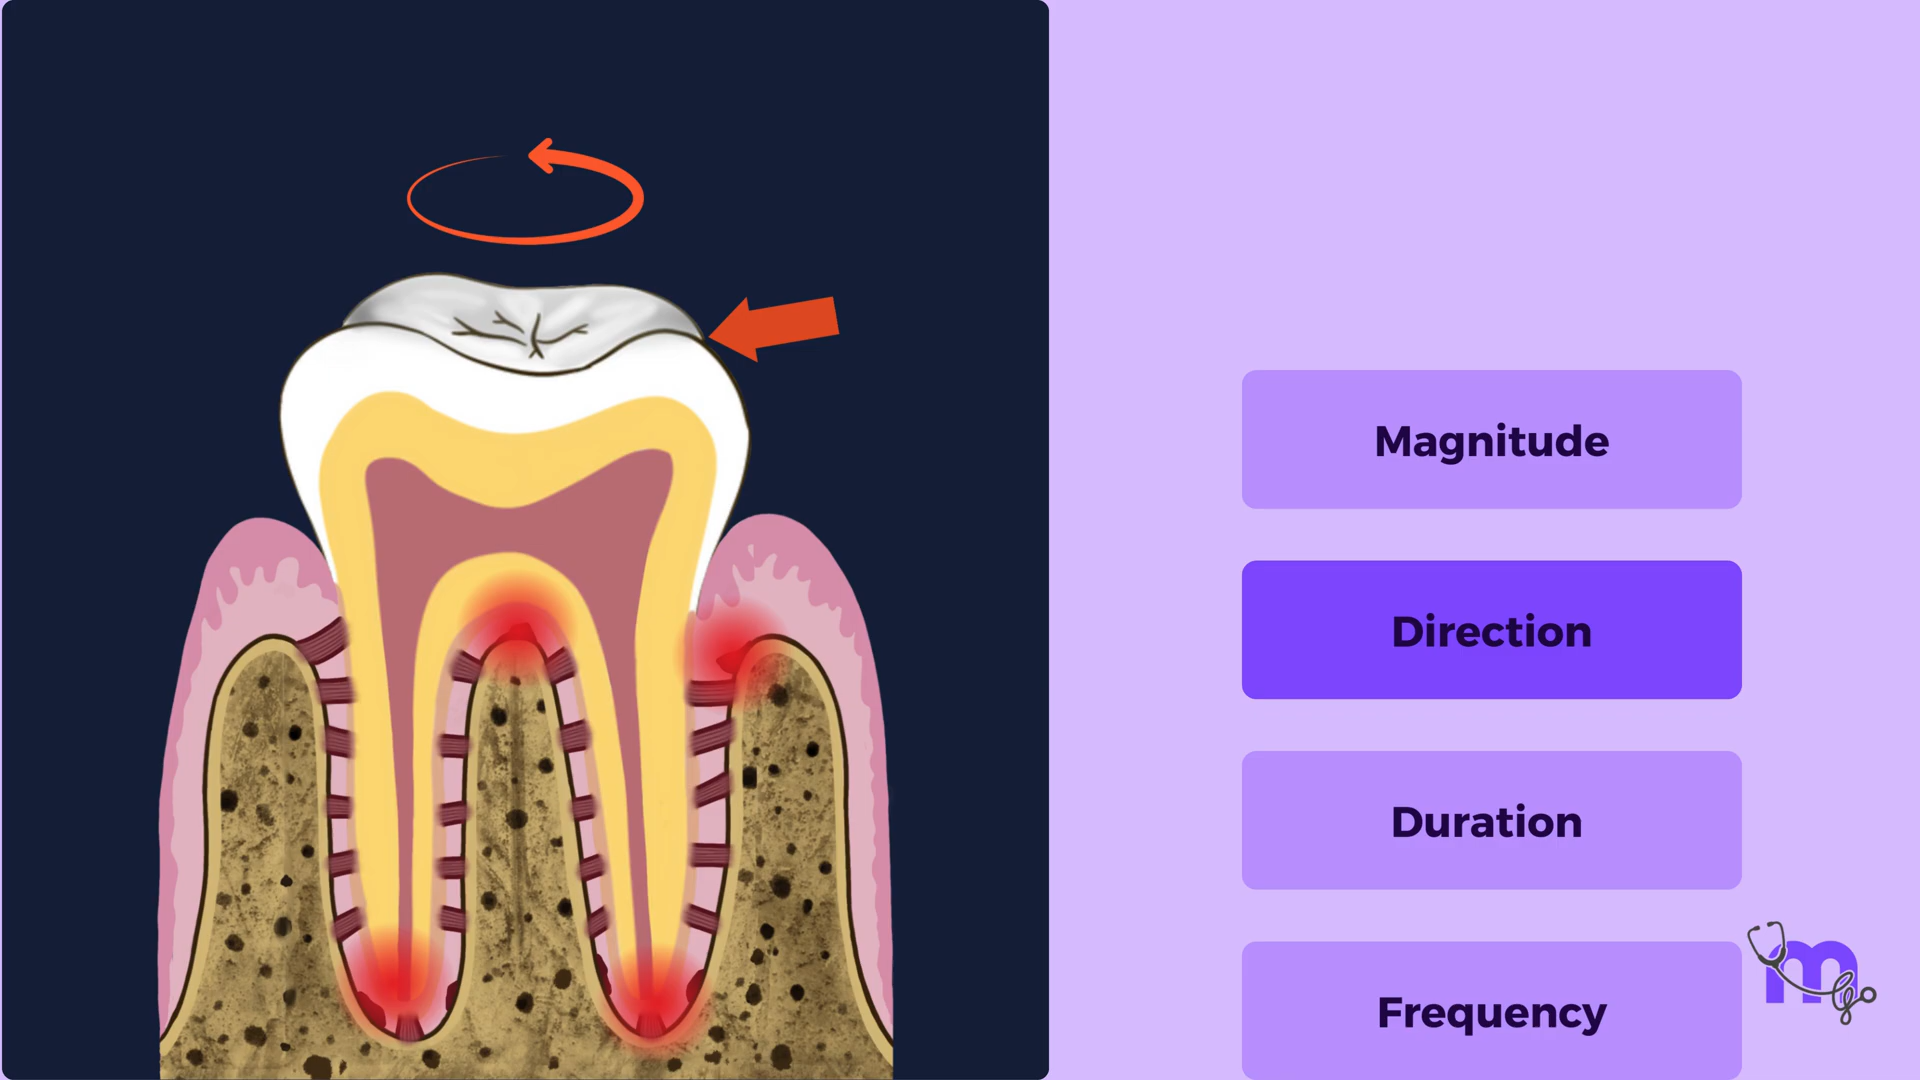 Magnitude
Direction
Duration
Frequency
m